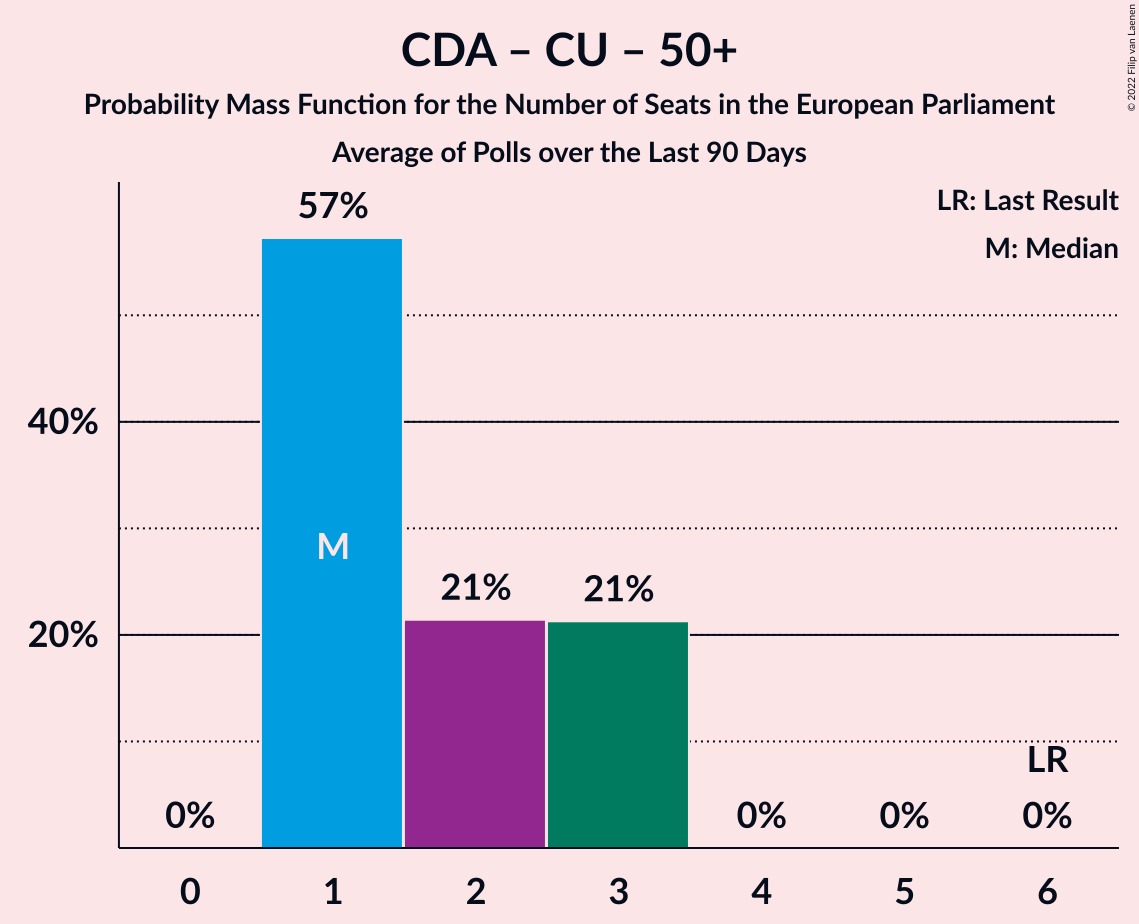 CDA – CU – 50+
Probability Mass Function for the Number of Seats in the European Parliament
Average of Polls over the Last 90 Days
© 2022 Filip van Laenen
LR: Last Result
M: Median
57%
40%
M
21%
21%
20%
LR
0%
0%
0%
0%
0
1
2
3
4
5
6